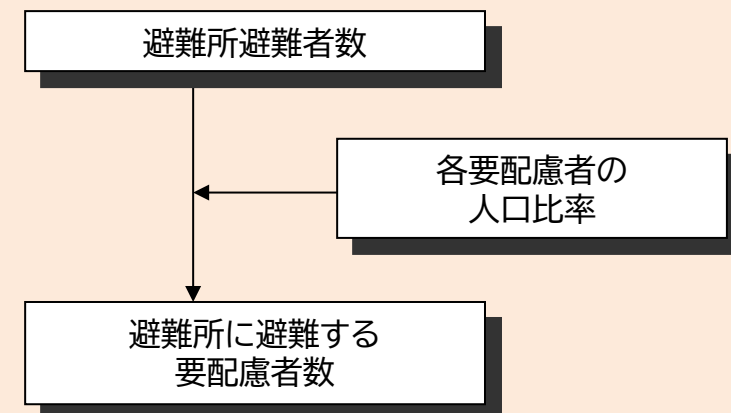 避難所避難者数
各要配慮者の
人口比率
避難所に避難する
要配慮者数